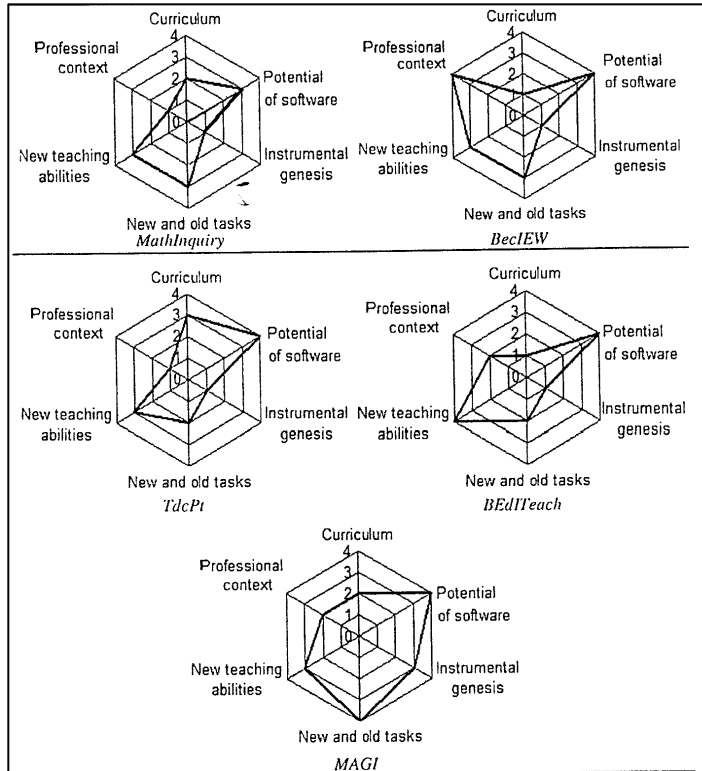 Curriculum
4
3
2
1
0
Professional
context
Potential
of software
New teaching
abilities
Instrumental
genesis
New and old tasks
MathInquiry
Curriculum
4
3
2
1
0
Professional
context
Potential
of software
New teaching
abilities
Instrumental
genesis
New and old tasks
BecIEW
Curriculum
4
3
2
1
0
Professional
context
Potential
of software
New teaching
abilities
Instrumental
genesis
New and old tasks
TdcPt
Curriculum
4
3
2
1
0
Professional
context
Potential
of software
New teaching
abilities
Instrumental
genesis
New and old tasks
BEdITeach
Curriculum
4
3
2
1
0
Professional
context
Potential
of software
New teaching
abilities
Instrumental
genesis
New and old tasks
MAGI